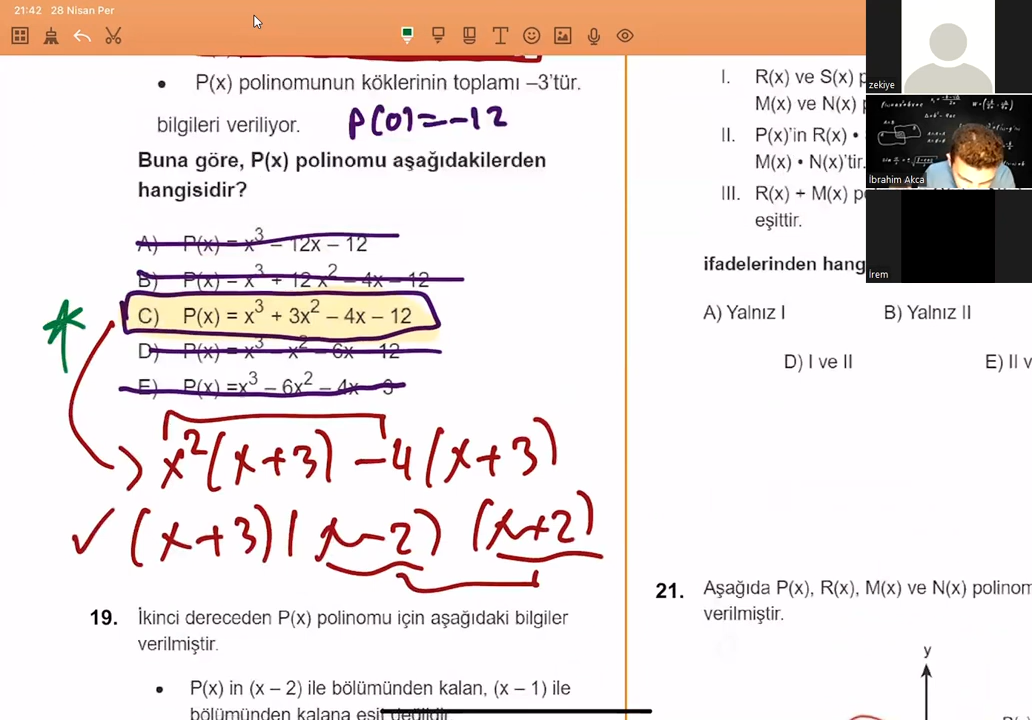 21:42 28 Nisan Per
• P(x) polinomunun köklerinin toplamı –3'tür.
bilgileri veriliyor. P(0)=-12
Buna göre, P(x) polinomu aşağıdakilerden
hangisidir?
A) P(x) = x³ – 12x – 12
B) P(x) = x³ + 12x² – 4x – 12
C) P(x) = x³ + 3x² – 4x – 12
D) P(x) = x³ – x² – 6x – 12
E) P(x) =x³ – 6x² – 4x – 3
x²(x+3) -4(x+3)
(x+3)(x-2) (x+2)
19. İkinci dereceden P(x) polinomu için aşağıdaki bilgiler
verilmiştir.
• P(x) in (x – 2) ile bölümünden kalan, (x – 1) ile
bölümünden kalana eşit değildir.
I. R(x) ve S(x)
M(x) ve N(x)
II. P(x)'in R(x) •
M(x) • N(x)'tir.
III. R(x) + M(x)
eşittir.
ifadelerinden
A) Yalnız I B) Yalnız II
D) I ve II E) II
21. Aşağıda P(x), R(x), M(x) ve N(x)
verilmiştir.
y
zekiye
İbrahim Akca
İrem